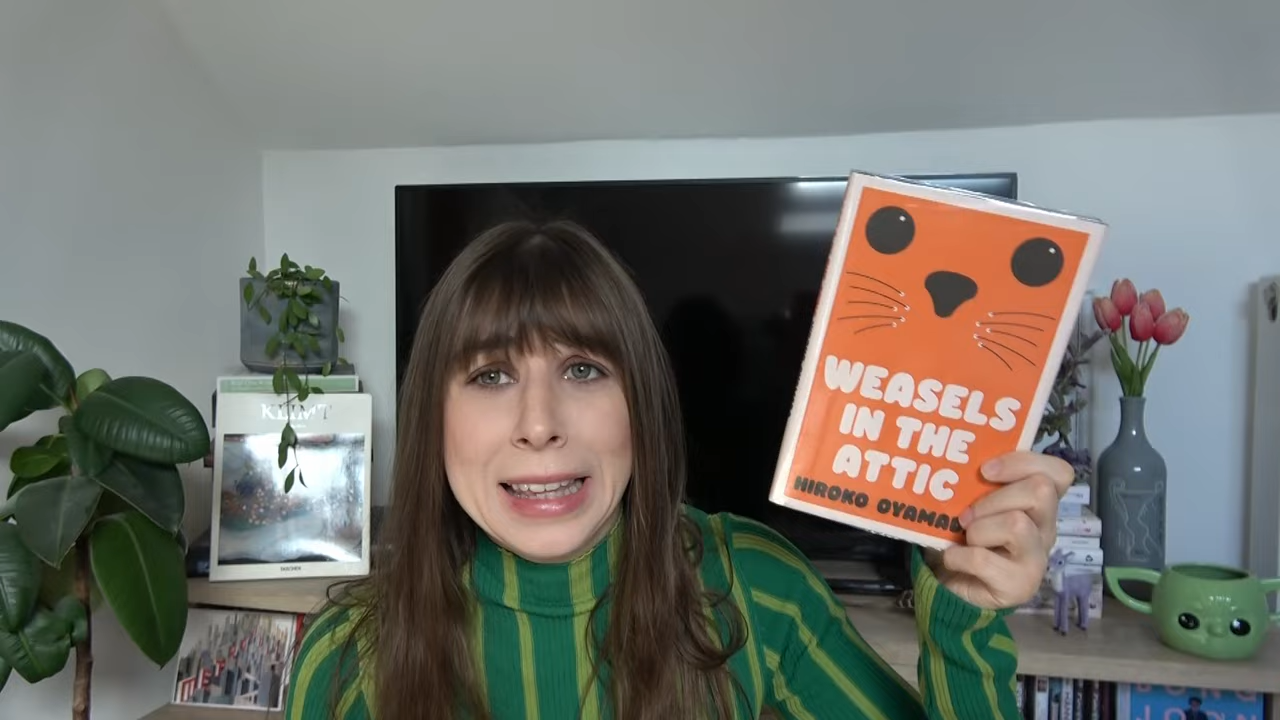 KLIMT
TASCHEN
WEASELS
IN THE
ATTIC
HIROKO OYAMA